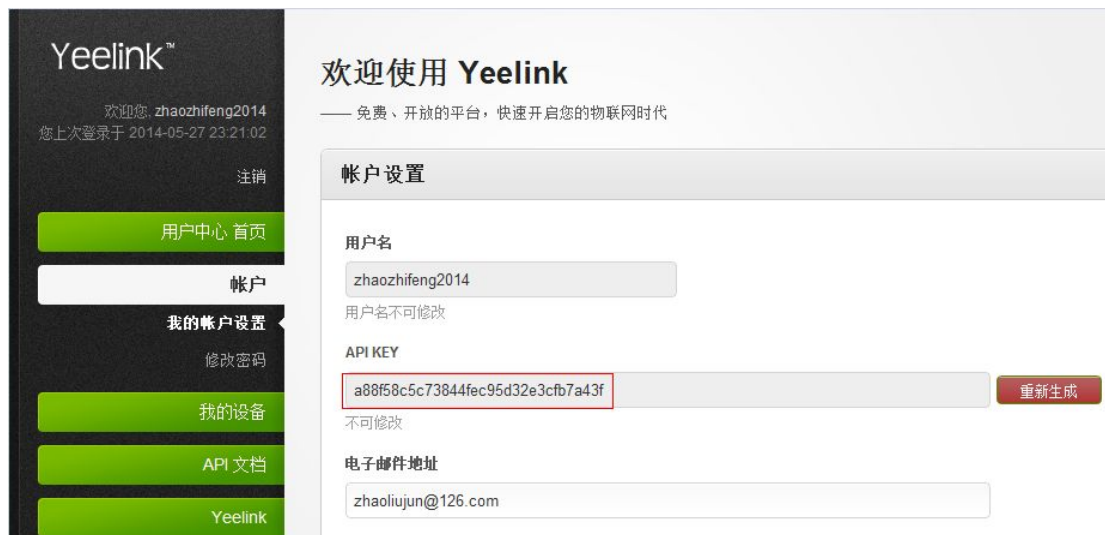 Yeelink™
欢迎您, zhaozhifeng2014
您上次登录于 2014-05-27 23:21:02
注销
用户中心 首页
帐户
我的帐户设置
修改密码
我的设备
API 文档
Yeelink
欢迎使用 Yeelink
—— 免费、开放的平台，快速开启您的物联网时代
帐户设置
用户名
zhaozhifeng2014
用户名不可修改
API KEY
a88f58c5c73844fec95d32e3cfb7a43f
重新生成
不可修改
电子邮件地址
zhaoliujun@126.com